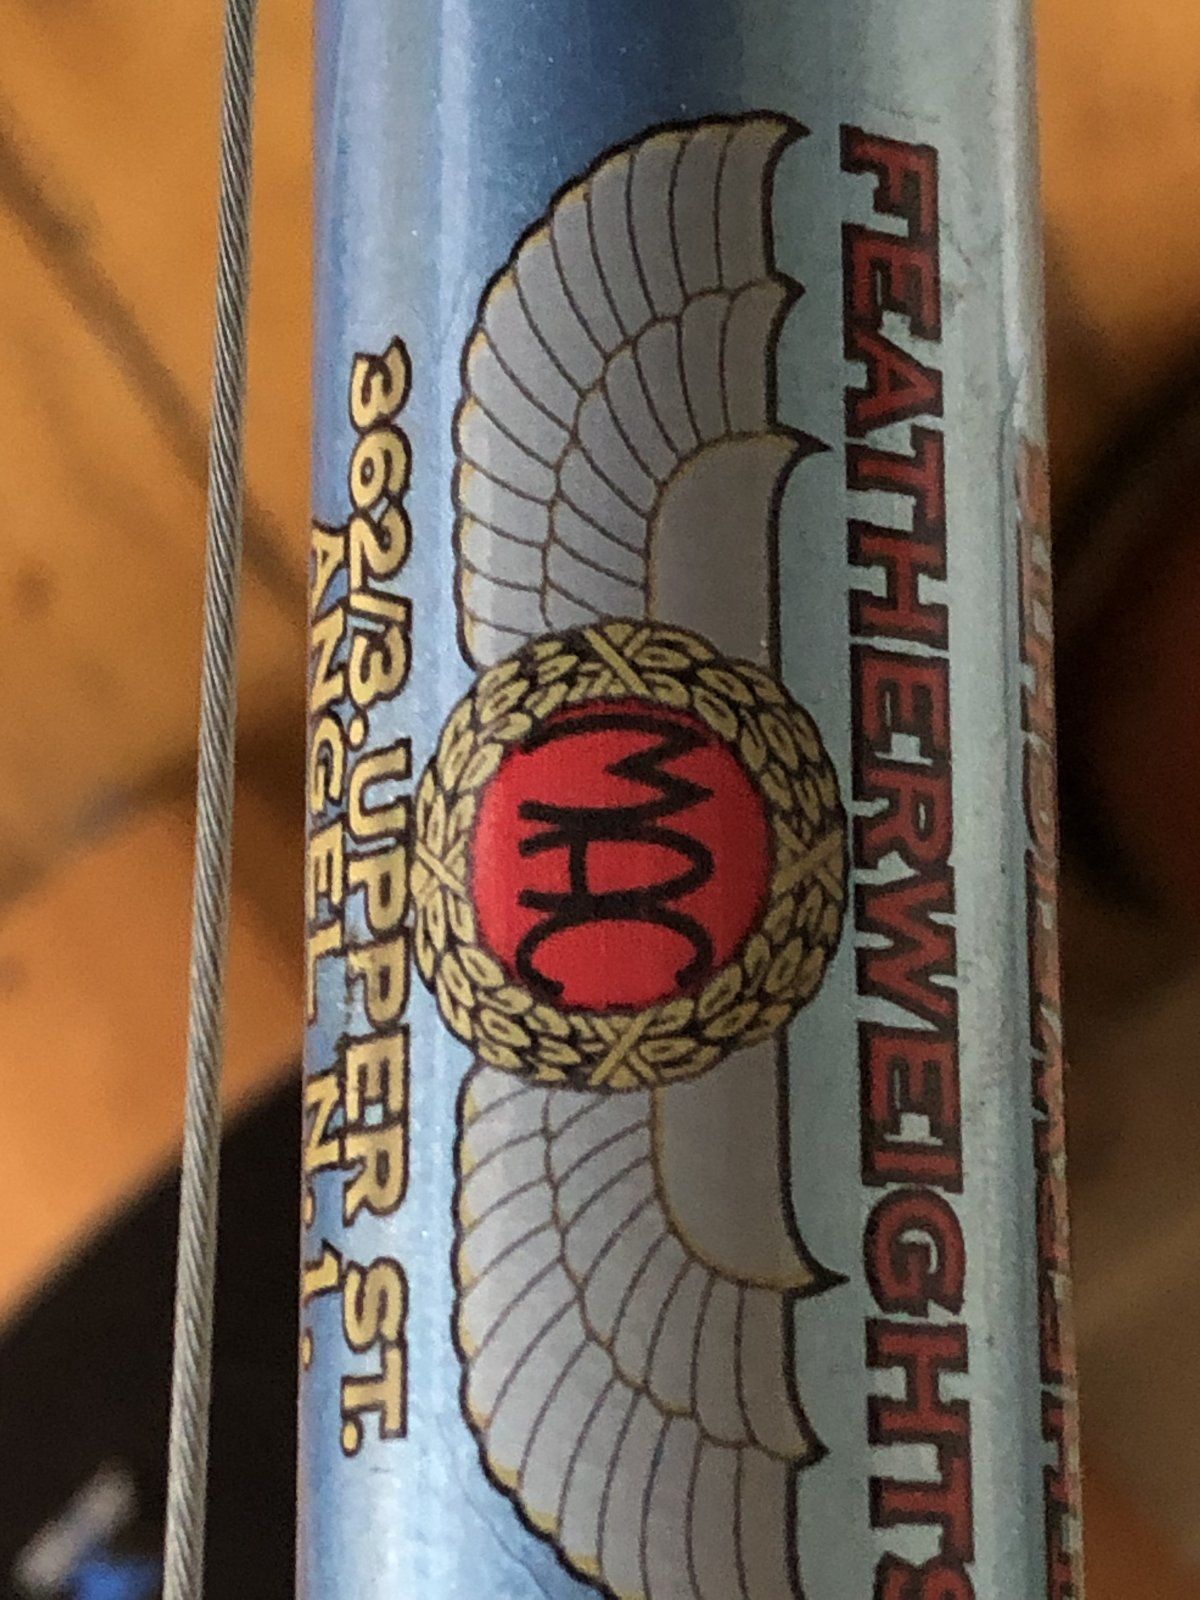 FEATHERWEIGHTS
MAC
362/3. UPPER ST.
ANGEL N.1.